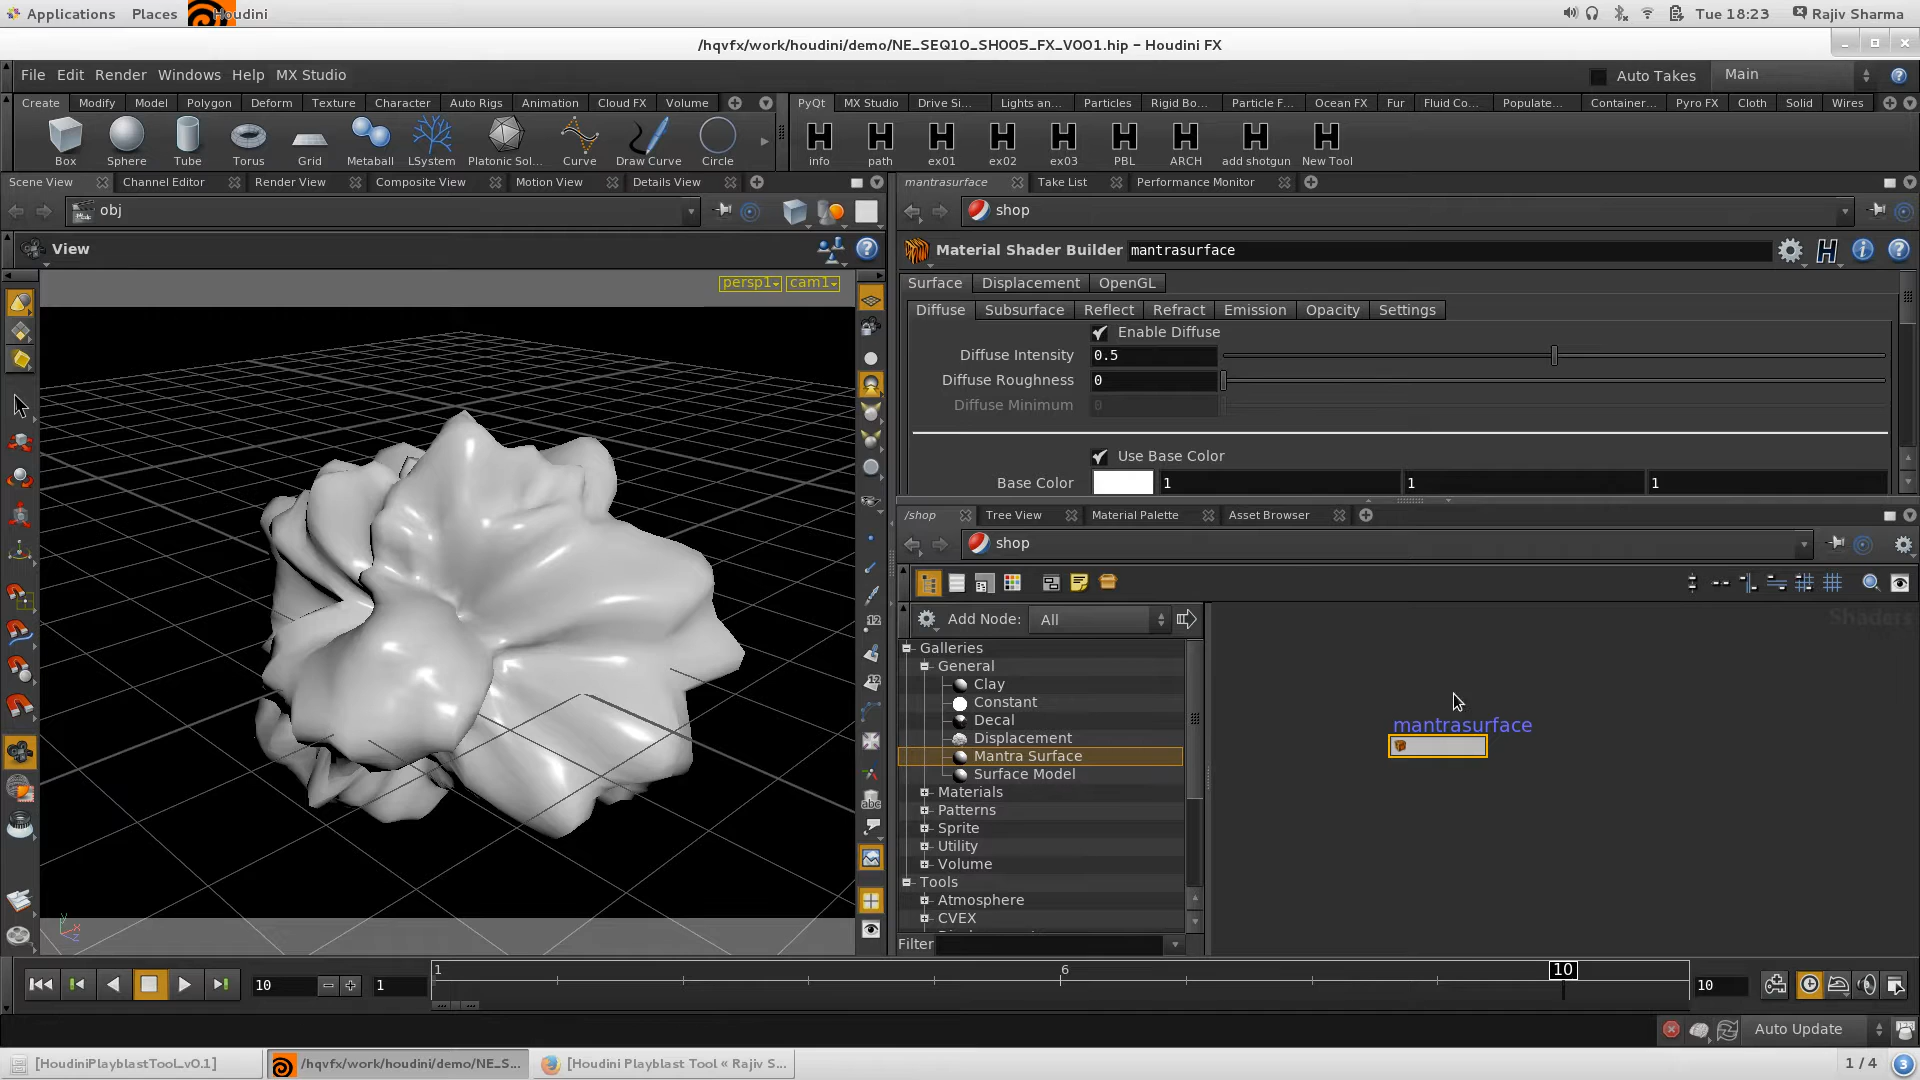 Applications Places Houdini Tue 18:23 Rajiv Sharma
/hqvfx/work/houdini/demo/NE_SEQ10_SH005_FX_V001.hip - Houdini FX
File Edit Render Windows Help MX Studio Auto Takes Main
Create Modify Model Polygon Deform Texture Character Auto Rigs Animation Cloud FX Volume
PyQt MX Studio Drive Si... Lights an... Particles Rigid Bo... Particle F... Ocean FX Fur Fluid Co... Populate... Container... Pyro FX Cloth Solid Wires
Box Sphere Tube Torus Grid Metaball LSystem Platonic Sol... Curve Draw Curve Circle
info path ex01 ex02 ex03 PBL ARCH add shotgun New Tool
Scene View Channel Editor Render View Composite View Motion View Details View
mantrasurface Take List Performance Monitor
obj
shop
View
Material Shader Builder mantrasurface
persp1 cam1
Surface Displacement OpenGL
Diffuse Subsurface Reflect Refract Emission Opacity Settings
Enable Diffuse
Diffuse Intensity 0.5
Diffuse Roughness 0
Diffuse Minimum 0
Use Base Color
Base Color 1 1 1
/shop Tree View Material Palette Asset Browser
shop
Add Node: All
Shaders
Galleries
General
Clay
Constant
Decal
Displacement
Mantra Surface
Surface Model
Materials
Patterns
Sprite
Utility
Volume
Tools
Atmosphere
CVEX
Filter
mantrasurface
12
12
abc
10 1 1 6 10 10
Auto Update
[HoudiniPlayblastTool_v0.1] /hqvfx/work/houdini/demo/NE_S... [Houdini Playblast Tool « Rajiv S... 1 / 4 3